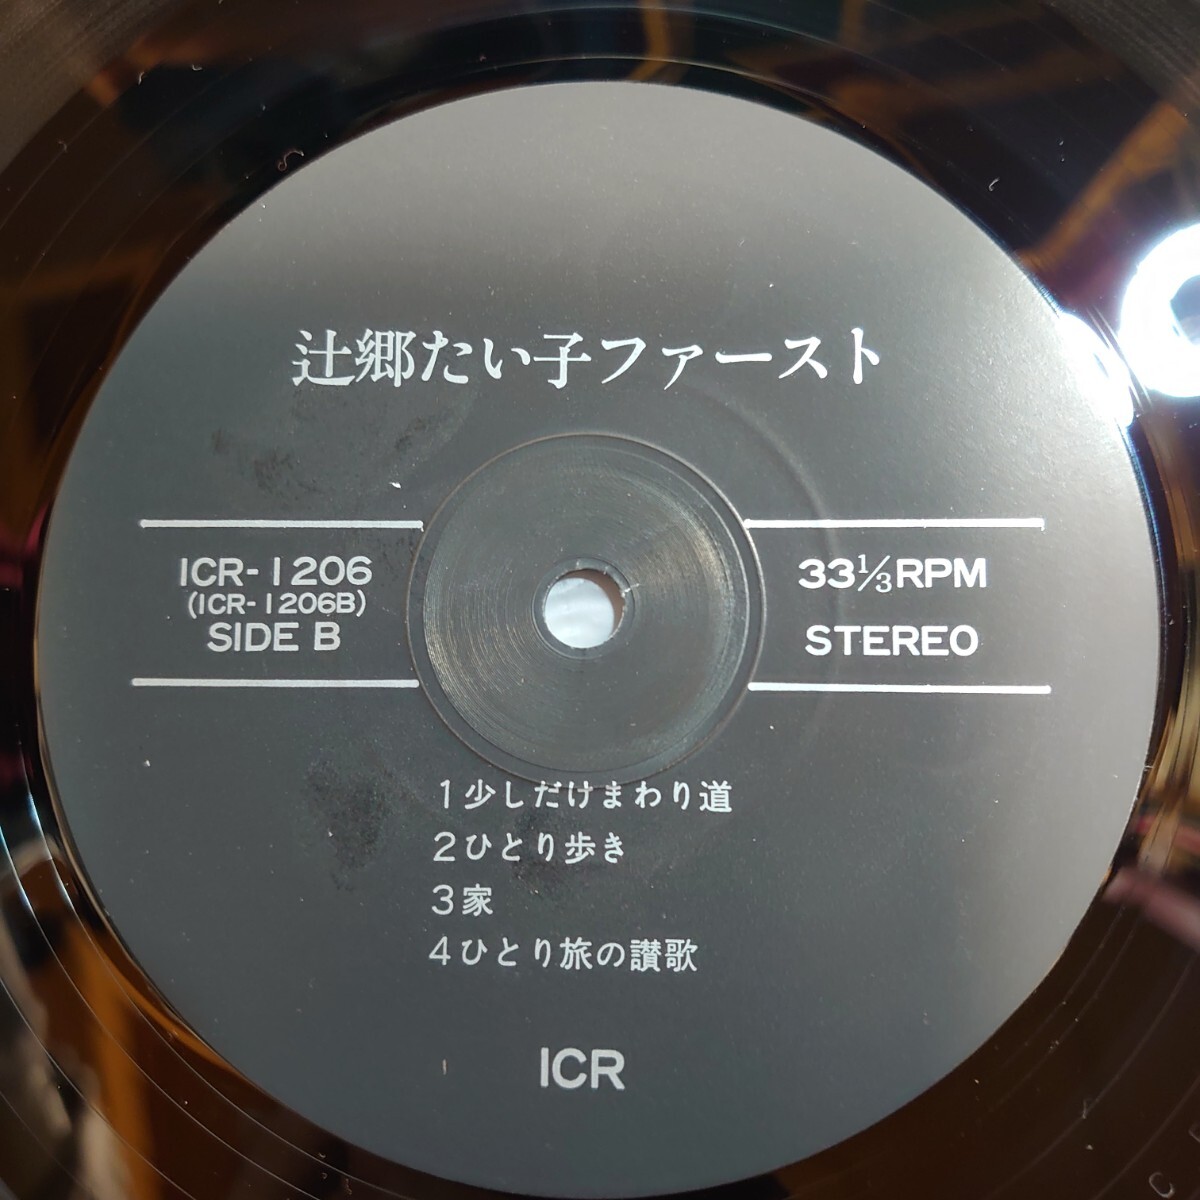 辻郷たい子ファースト
ICR-1206
(ICR-1206B)
SIDE B
33⅓RPM
STEREO
1少しだけまわり道
2ひとり歩き
3家
4ひとり旅の讃歌
ICR